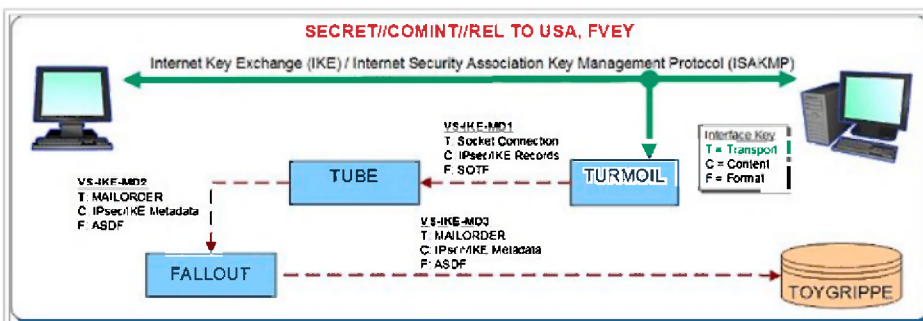 SECRET//COMINT//REL TO USA, FVEY
Internet Key Exchange (IKE) / Internet Security Association Key Management Protocol (ISAKMP)
VS-IKE-MD1
T: Socket Connection
C: IPsec/IKE Records
F: SOTF
Interface Key
T = Transport
C = Content
F = Format
TUBE
TURMOIL
VS-IKE-MD2
T: MAILORDER
C: IPsec/IKE Metadata
F: ASDF
VS-IKE-MD3
T: MAILORDER
C: IPsec/IKE Metadata
F: ASDF
FALLOUT
TOYGRIPPE